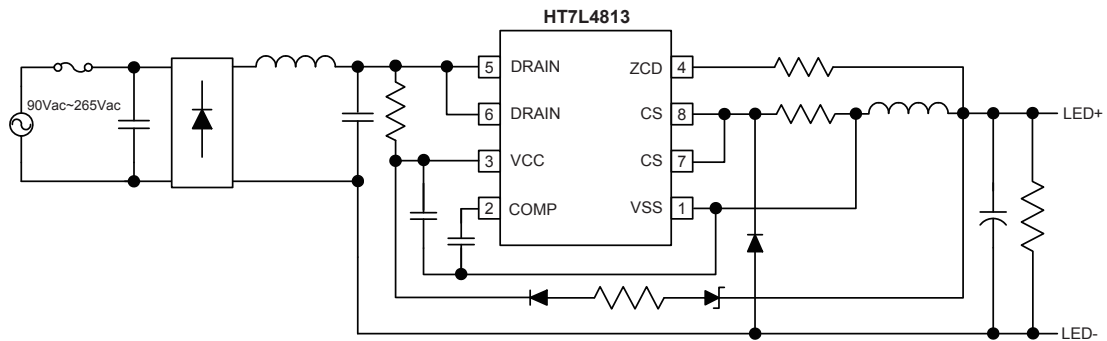 HT7L4813
90Vac~265Vac
5 DRAIN
ZCD 4
6 DRAIN
CS 8
LED+
3 VCC
CS 7
2 COMP
VSS 1
LED-